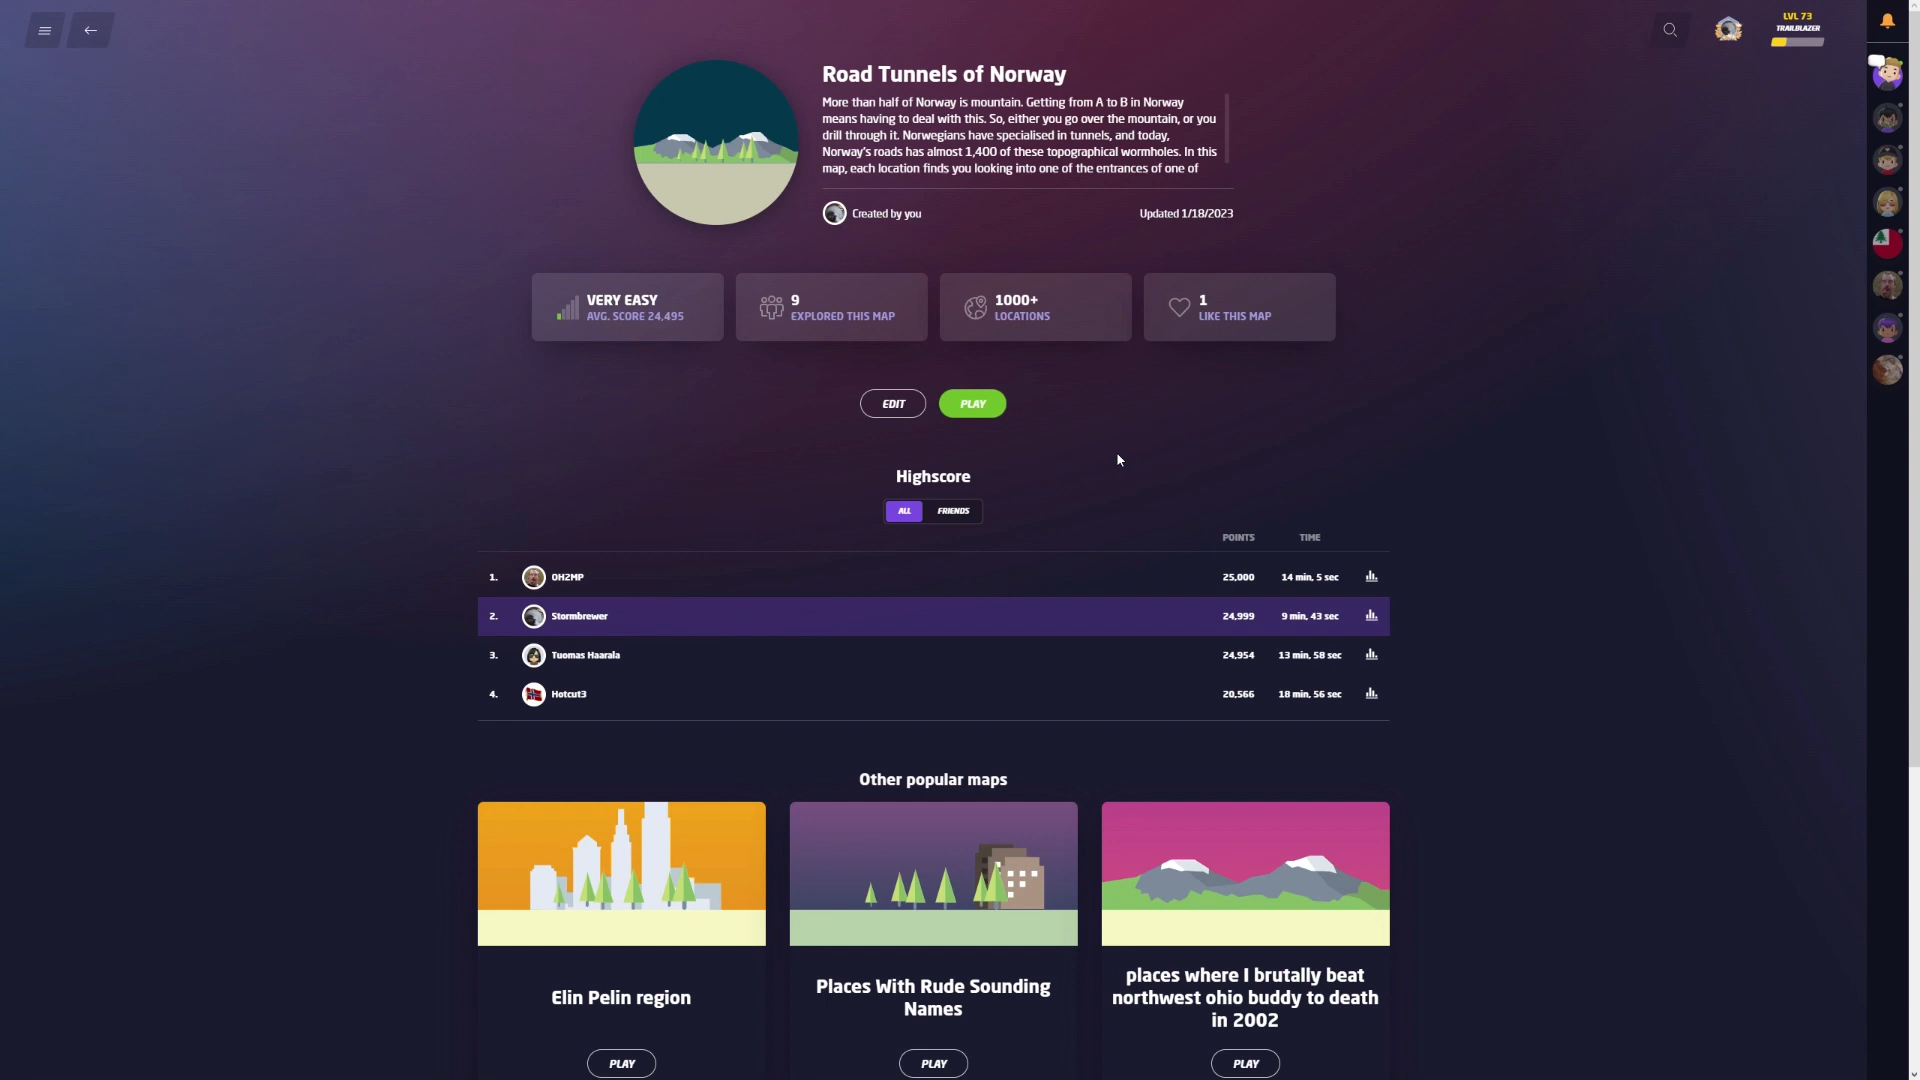 LVL 73
TRAILBLAZER
Road Tunnels of Norway
More than half of Norway is mountain. Getting from A to B in Norway
means having to deal with this. So, either you go over the mountain, or you
drill through it. Norwegians have specialised in tunnels, and today,
Norway's roads has almost 1,400 of these topographical wormholes. In this
map, each location finds you looking into one of the entrances of one of
Created by you
Updated 1/18/2023
VERY EASY
AVG. SCORE 24,495
9
EXPLORED THIS MAP
1000+
LOCATIONS
1
LIKE THIS MAP
EDIT
PLAY
Highscore
ALL
FRIENDS
POINTS TIME
1. OH2MP 25,000 14 min, 5 sec
2. Stormbrewer 24,999 9 min, 43 sec
3. Tuomas Haarala 24,954 13 min, 58 sec
4. Hotcut3 20,566 18 min, 56 sec
Other popular maps
Elin Pelin region
PLAY
Places With Rude Sounding
Names
PLAY
places where I brutally beat
northwest ohio buddy to death
in 2002
PLAY